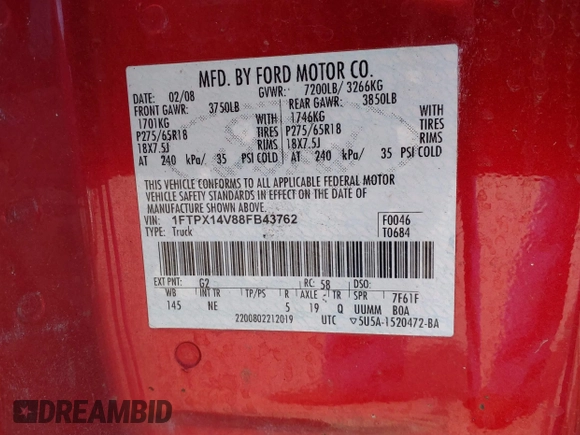 MFD. BY FORD MOTOR CO.
DATE: 02/08 GVWR: 7200LB/ 3266KG
FRONT GAWR: 3750LB REAR GAWR: 3850LB
1701KG WITH 1746KG WITH
P275/65R18 TIRES P275/65R18 TIRES
18X7.5J RIMS 18X7.5J RIMS
AT 240 kPa/ 35 PSI COLD AT 240 kPa/ 35 PSI COLD
THIS VEHICLE CONFORMS TO ALL APPLICABLE FEDERAL MOTOR
VEHICLE SAFETY STANDARDS IN EFFECT ON THE DATE OF
MANUFACTURE SHOWN ABOVE.
VIN: 1FTPX14V88FB43762 F0046
TYPE: Truck T0684
EXT PNT: G2 RC: 58 DSO:
WB INT TR TP/PS R AXLE TR SPR 7F61F
145 NE 5 19 Q UUMM BOA
2200802212019 UTC ▽5U5A-1520472-BA
DREAMBID